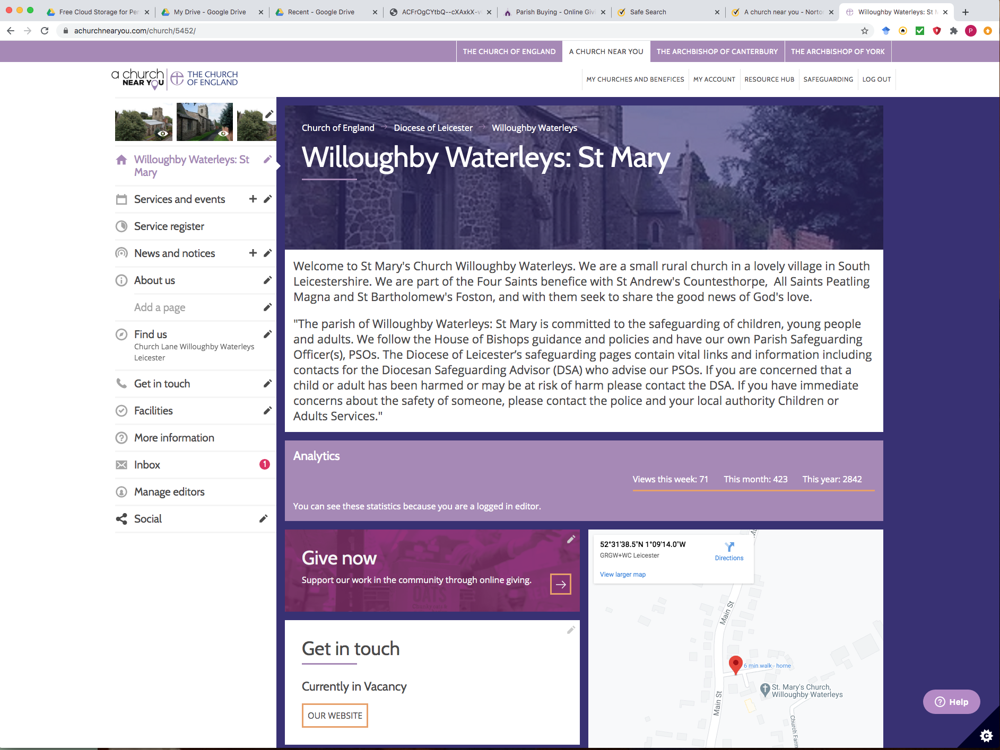 Free Cloud Storage for Per
My Drive - Google Drive
Recent - Google Drive
ACFrOgCYtbQ--cXAxkX-v
Parish Buying - Online Givi
Safe Search
A church near you - Norto
Willoughby Waterleys: St M
achurchnearyou.com/church/5452/
P
THE CHURCH OF ENGLAND
A CHURCH NEAR YOU
THE ARCHBISHOP OF CANTERBURY
THE ARCHBISHOP OF YORK
a church
NEAR YOU
THE CHURCH
OF ENGLAND
MY CHURCHES AND BENEFICES
MY ACCOUNT
RESOURCE HUB
SAFEGUARDING
LOG OUT
Willoughby Waterleys: St
Mary
Services and events
Service register
News and notices
About us
Add a page
Find us
Church Lane Willoughby Waterleys
Leicester
Get in touch
Facilities
More information
Inbox
1
Manage editors
Social
Church of England → Diocese of Leicester → Willoughby Waterleys
Willoughby Waterleys: St Mary
Welcome to St Mary's Church Willoughby Waterleys. We are a small rural church in a lovely village in South
Leicestershire. We are part of the Four Saints benefice with St Andrew's Countesthorpe,  All Saints Peatling
Magna and St Bartholomew's Foston, and with them seek to share the good news of God's love.
"The parish of Willoughby Waterleys: St Mary is committed to the safeguarding of children, young people
and adults. We follow the House of Bishops guidance and policies and have our own Parish Safeguarding
Officer(s), PSOs. The Diocese of Leicester’s safeguarding pages contain vital links and information including
contacts for the Diocesan Safeguarding Advisor (DSA) who advise our PSOs. If you are concerned that a
child or adult has been harmed or may be at risk of harm please contact the DSA. If you have immediate
concerns about the safety of someone, please contact the police and your local authority Children or
Adults Services."
Analytics
Views this week: 71
This month: 423
This year: 2842
You can see these statistics because you are a logged in editor.
Give now
Support our work in the community through online giving.
OATS
Get in touch
Currently in Vacancy
OUR WEBSITE
52°31'38.5"N 1°09'14.0"W
GRGW+WC Leicester
Directions
View larger map
Ma
Main St
6 min walk - home
St. Mary's Church,
Willoughby Waterleys
Main St
Church Farm
Help